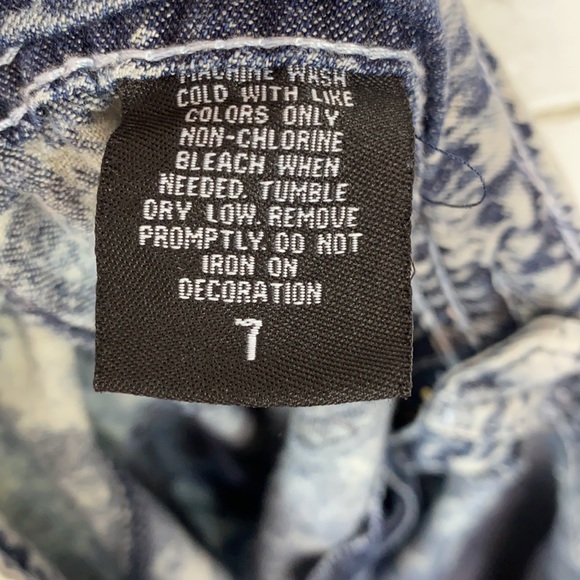 MACHINE WASH
COLD WITH LIKE
COLORS ONLY
NON-CHLORINE
BLEACH WHEN
NEEDED. TUMBLE
DRY LOW. REMOVE
PROMPTLY. DO NOT
IRON ON
DECORATION
7